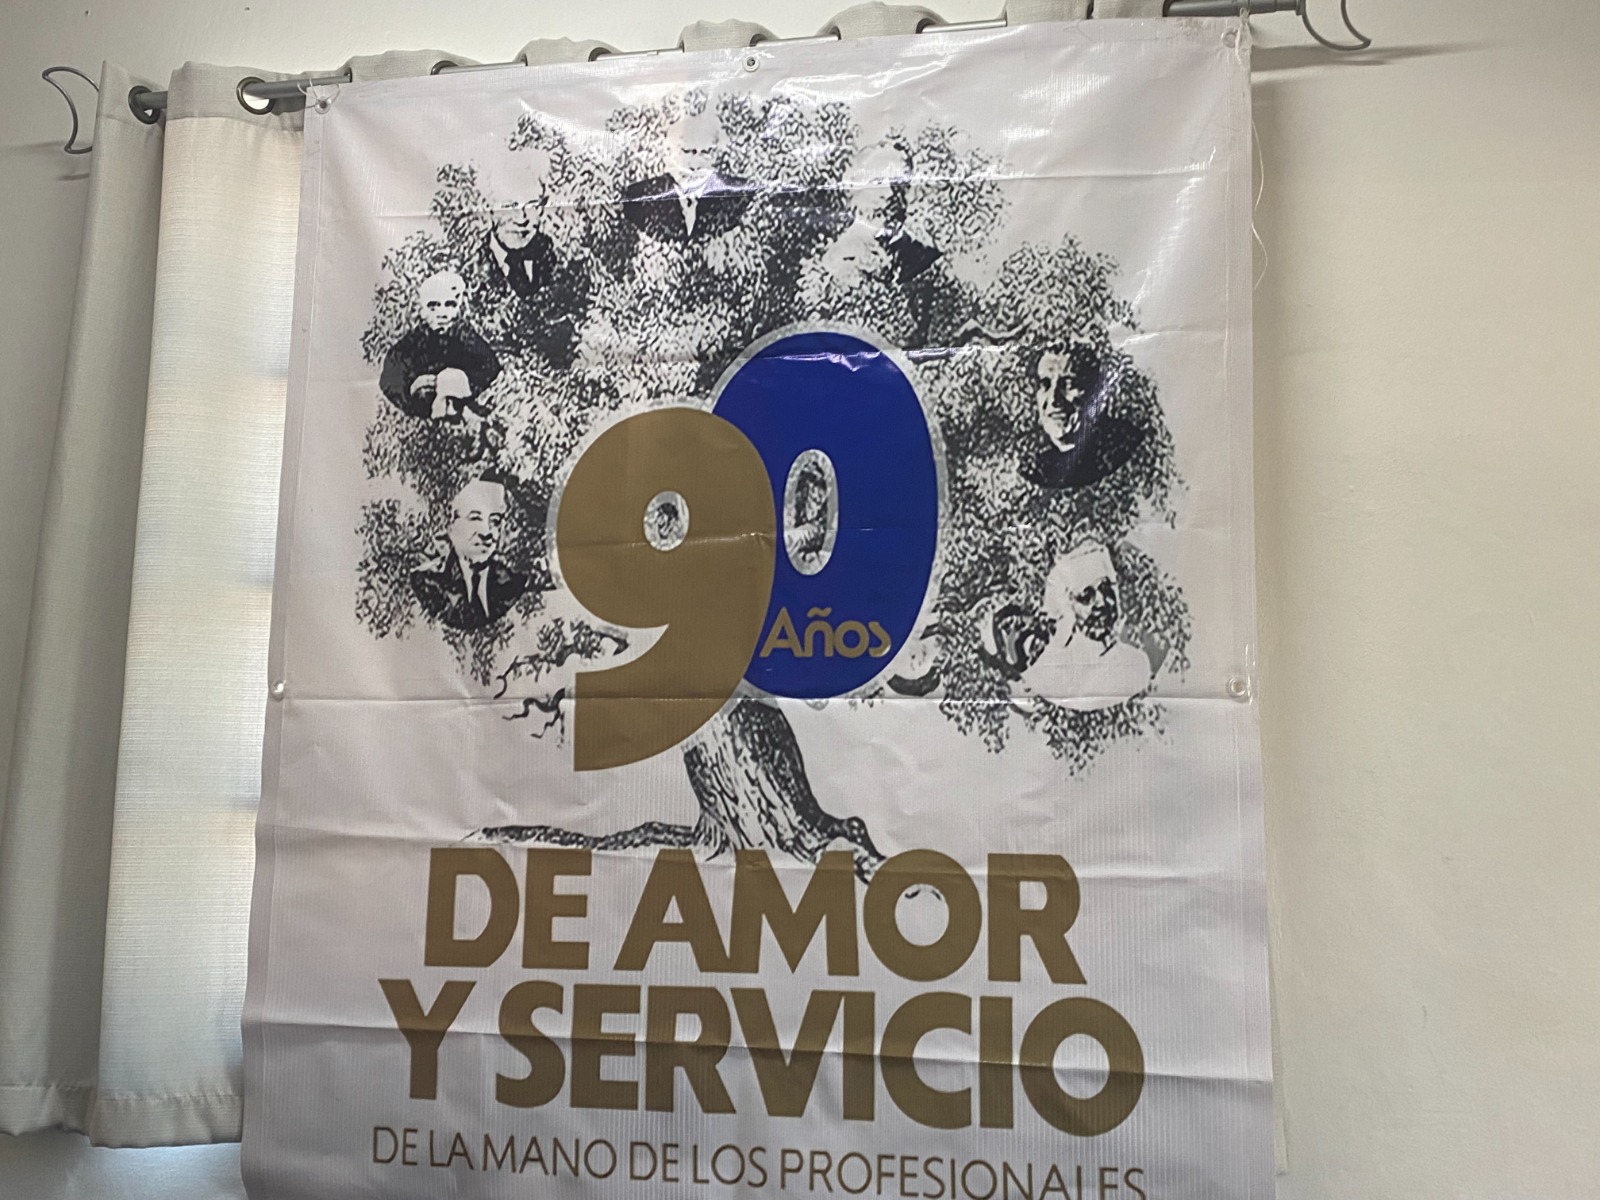 90
Años
DE AMOR
Y SERVICIO
DE LA MANO DE LOS PROFESIONALES